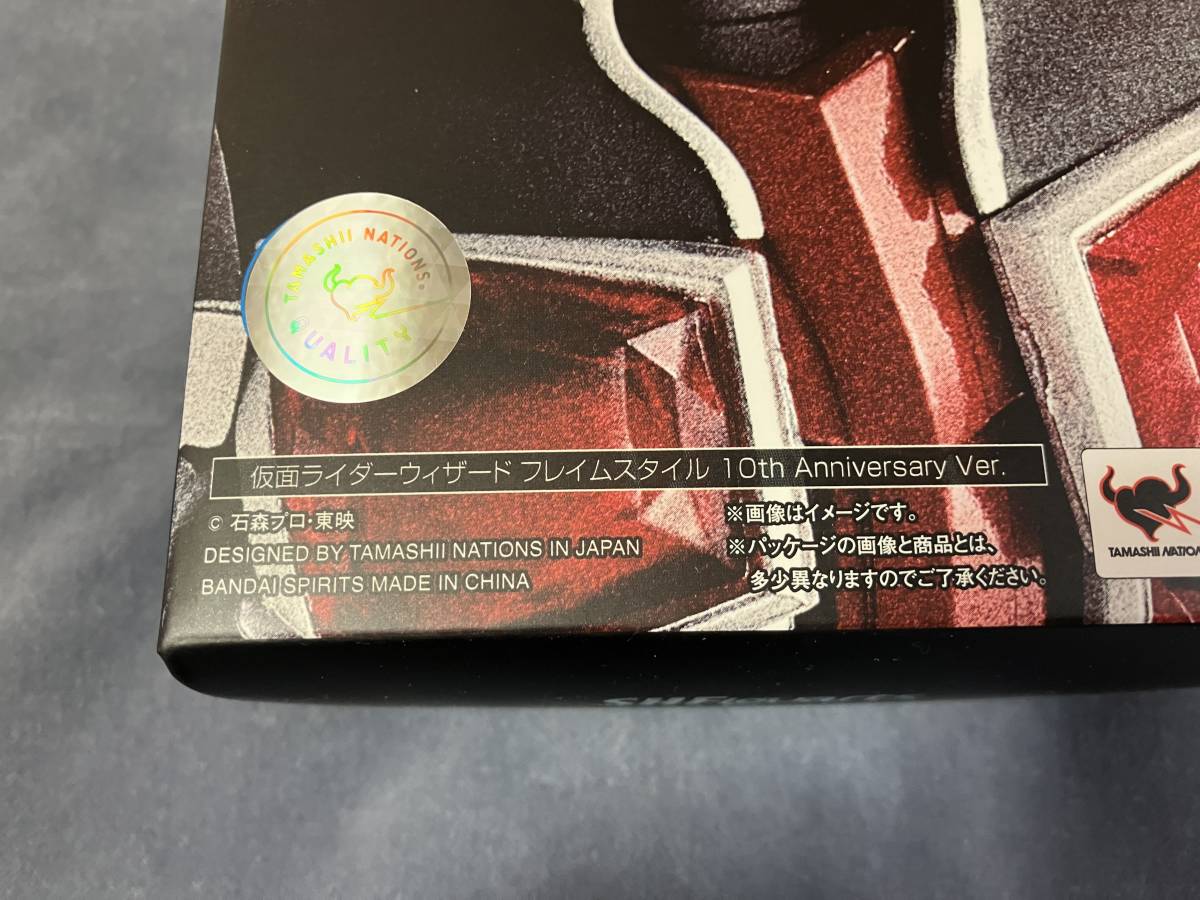 TAMASHII NATIONS®
QUALITY
仮面ライダーウィザード フレイムスタイル 10th Anniversary Ver.
© 石森プロ・東映
DESIGNED BY TAMASHII NATIONS IN JAPAN
BANDAI SPIRITS MADE IN CHINA
※画像はイメージです。
※パッケージの画像と商品とは、
多少異なりますのでご了承ください。
TAMASHII NATION